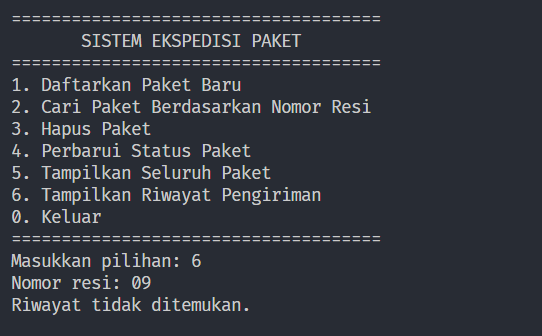 =====================================
SISTEM EKSPEDISI PAKET
=====================================
1. Daftarkan Paket Baru
2. Cari Paket Berdasarkan Nomor Resi
3. Hapus Paket
4. Perbarui Status Paket
5. Tampilkan Seluruh Paket
6. Tampilkan Riwayat Pengiriman
0. Keluar
=====================================
Masukkan pilihan: 6
Nomor resi: 09
Riwayat tidak ditemukan.